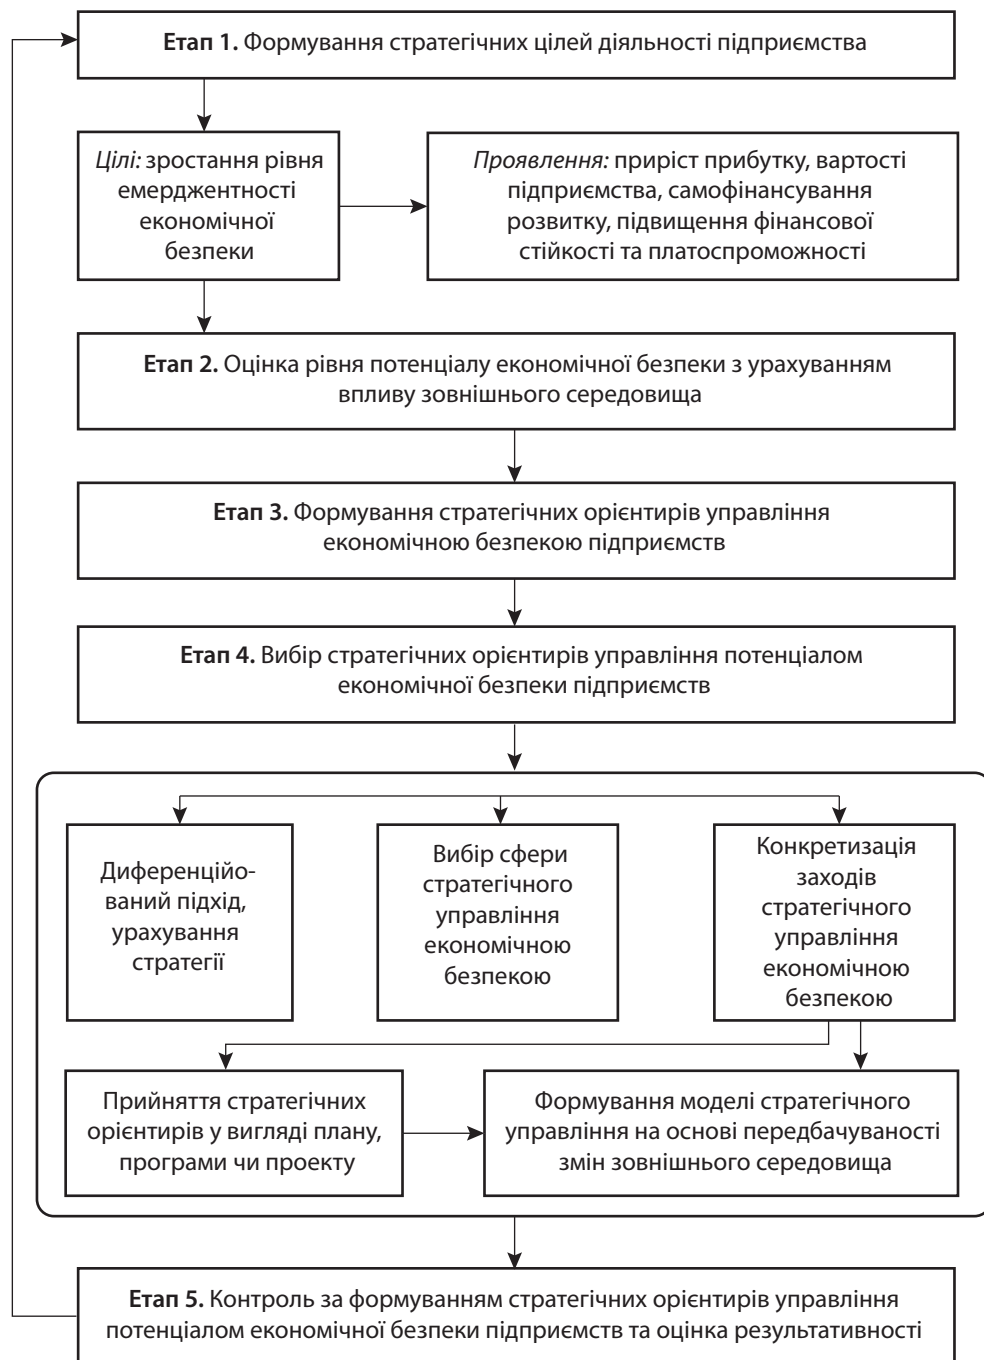 Етап 1. Формування стратегічних цілей діяльності підприємства
Цілі: зростання рівня
емерджентності
економічної
безпеки
Проявлення: приріст прибутку, вартості
підприємства, самофінансування
розвитку, підвищення фінансової
стійкості та платоспроможності
Етап 2. Оцінка рівня потенціалу економічної безпеки з урахуванням
впливу зовнішнього середовища
Етап 3. Формування стратегічних орієнтирів управління
економічною безпекою підприємств
Етап 4. Вибір стратегічних орієнтирів управління потенціалом
економічної безпеки підприємств
Диференційо-
ваний підхід,
урахування
стратегії
Вибір сфери
стратегічного
управління
економічною
безпекою
Конкретизація
заходів
стратегічного
управління
економічною
безпекою
Прийняття стратегічних
орієнтирів у вигляді плану,
програми чи проекту
Формування моделі стратегічного
управління на основі передбачуваності
змін зовнішнього середовища
Етап 5. Контроль за формуванням стратегічних орієнтирів управління
потенціалом економічної безпеки підприємств та оцінка результативності